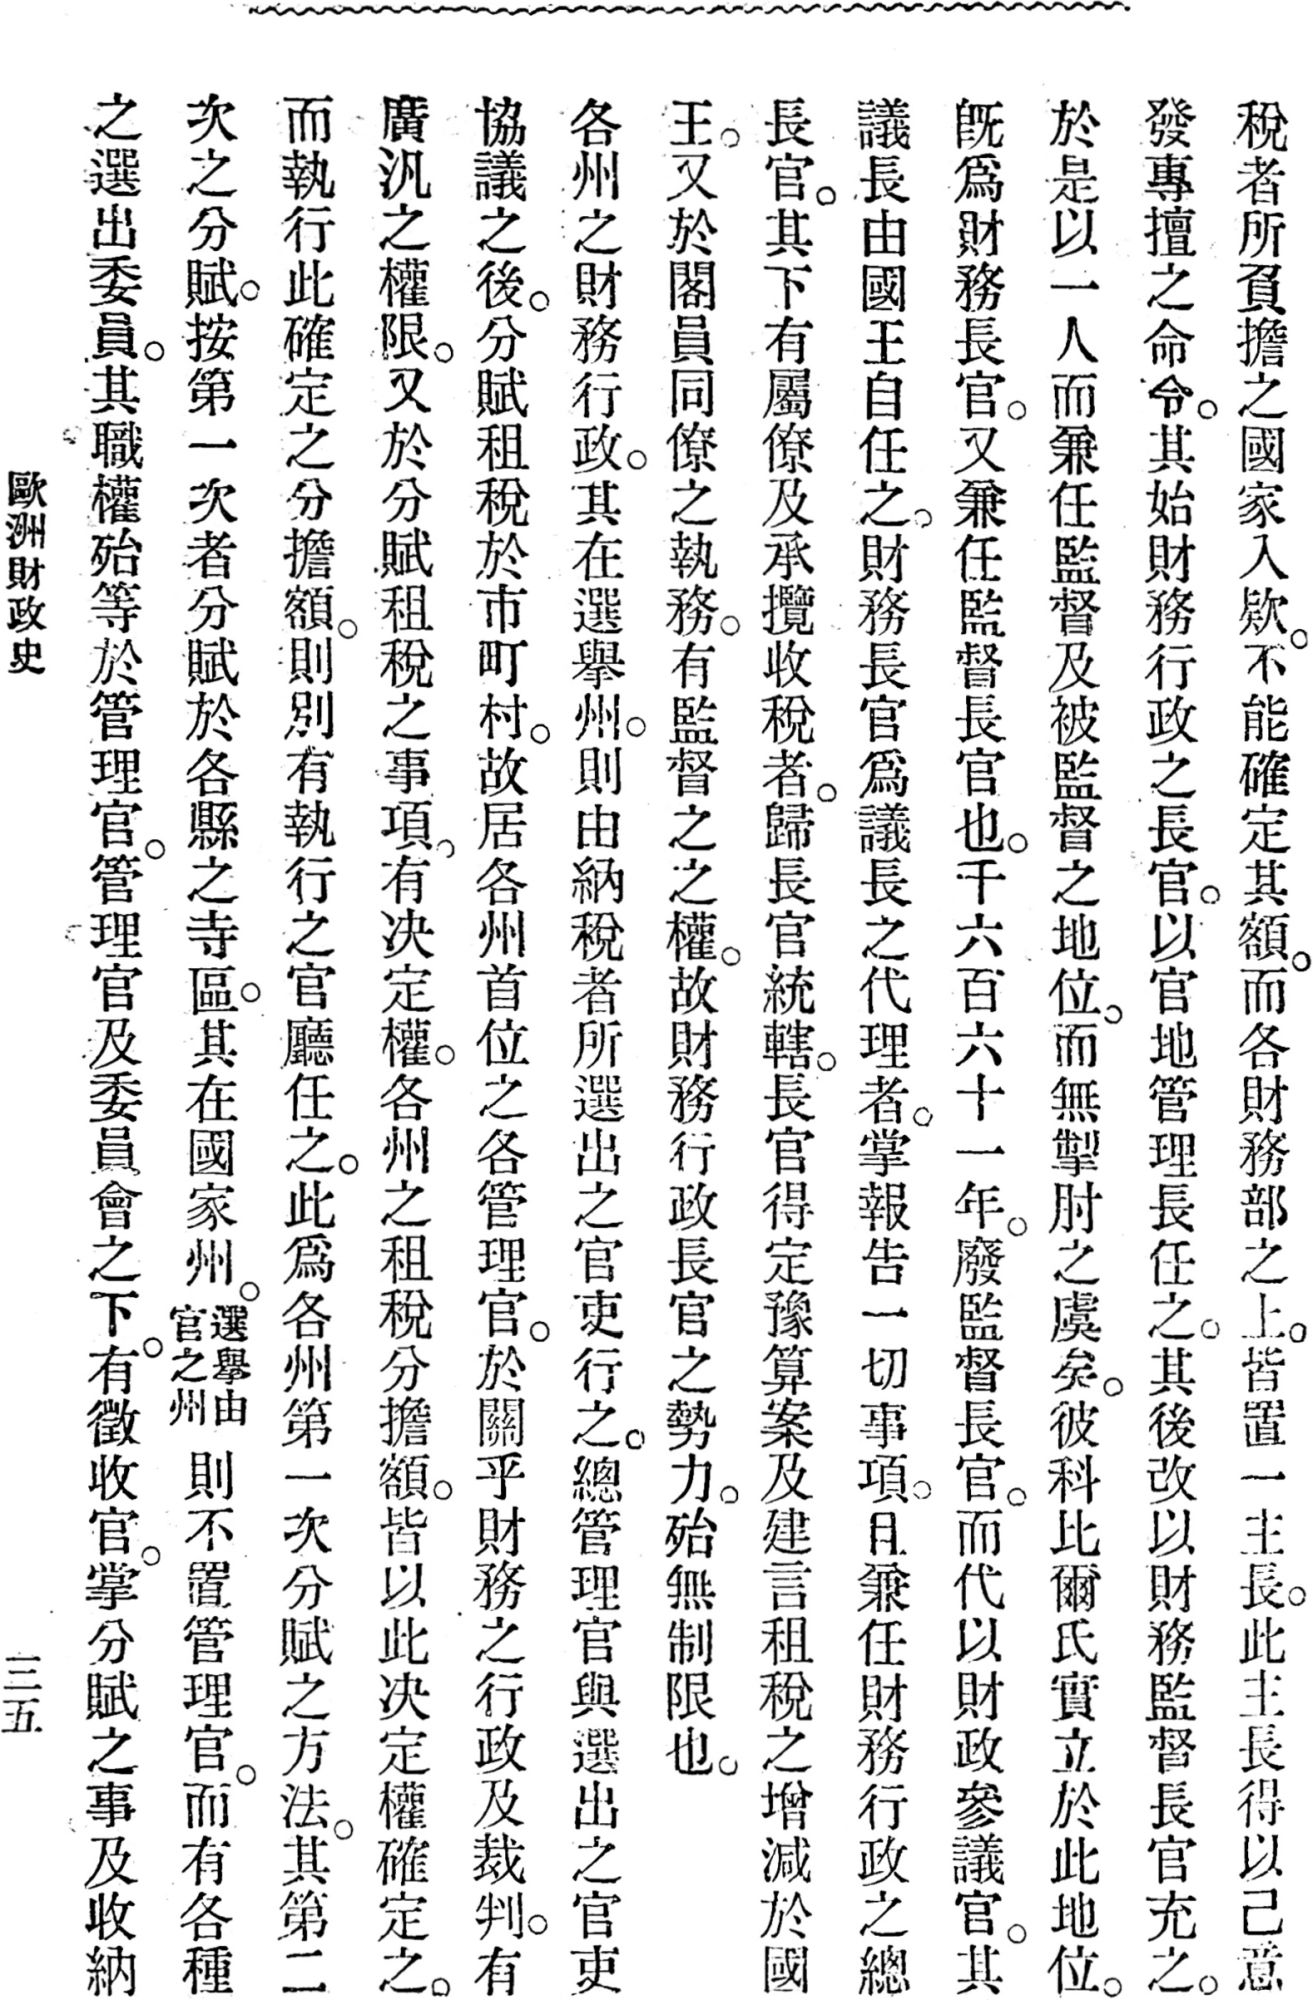 稅者所負擔之國家入欵。不能確定其額。而各財務部之上。皆置一主長。此主長得以己意
發專擅之命令。其始財務行政之長官。以官地管理長任之。其後改以財務監督長官充之。
於是以一人而兼任監督及被監督之地位。而無掣肘之虞矣。彼科比爾氏實立於此地位。
旣爲財務長官。又兼任監督長官也。千六百六十一年。廢監督長官。而代以財政參議官。其
議長由國王自任之。財務長官爲議長之代理者。掌報告一切事項。且兼任財務行政之總
長官。其下有屬僚及承攬收稅者。歸長官統轄。長官得定豫算案及建言租稅之增減於國
王。又於閣員同僚之執務。有監督之之權。故財務行政長官之勢力。殆無制限也。
各州之財務行政。其在選舉州。則由納稅者所選出之官吏行之。總管理官與選出之官吏
協議之後。分賦租稅於市町村。故居各州首位之各管理官。於關乎財務之行政及裁判。有
廣汎之權限。又於分賦租稅之事項。有決定權。各州之租稅分擔額。皆以此決定權確定之。
而執行此確定之分擔額。則別有執行之官廳任之。此爲各州第一次分賦之方法。其第二
次之分賦。按第一次者分賦於各縣之寺區。其在國家州。選舉由官之州則不置管理官。而有各種
之選出委員。其職權殆等於管理官。管理官及委員會之下。有徵收官。掌分賦之事及收納
歐洲財政史
三五